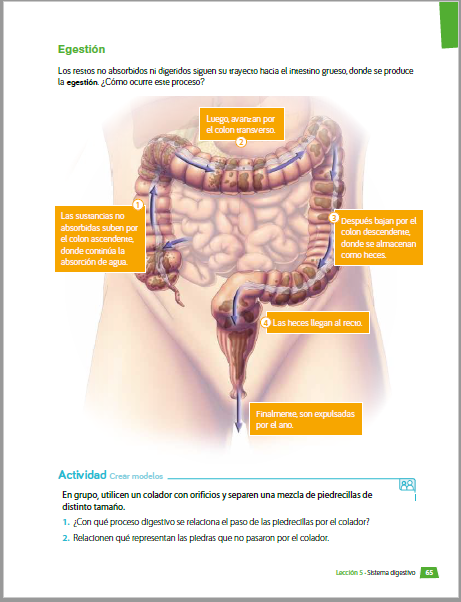 Egestión
Los restos no absorbidos ni digeridos siguen su trayecto hacia el intestino grueso, donde se produce
la egestión. ¿Cómo ocurre este proceso?
Luego, avanzan por
el colon transverso.
2
1
Las sustancias no
absorbidas suben por
el colon ascendente,
donde continúa la
absorción de agua.
3
Después bajan por el
colon descendente,
donde se almacenan
como heces.
4
Las heces llegan al recto.
Finalmente, son expulsadas
por el ano.
Actividad Crear modelos
En grupo, utilicen un colador con orificios y separen una mezcla de piedrecillas de
distinto tamaño.
1. ¿Con qué proceso digestivo se relaciona el paso de las piedrecillas por el colador?
2. Relacionen qué representan las piedras que no pasaron por el colador.
Lección 5 - Sistema digestivo 65